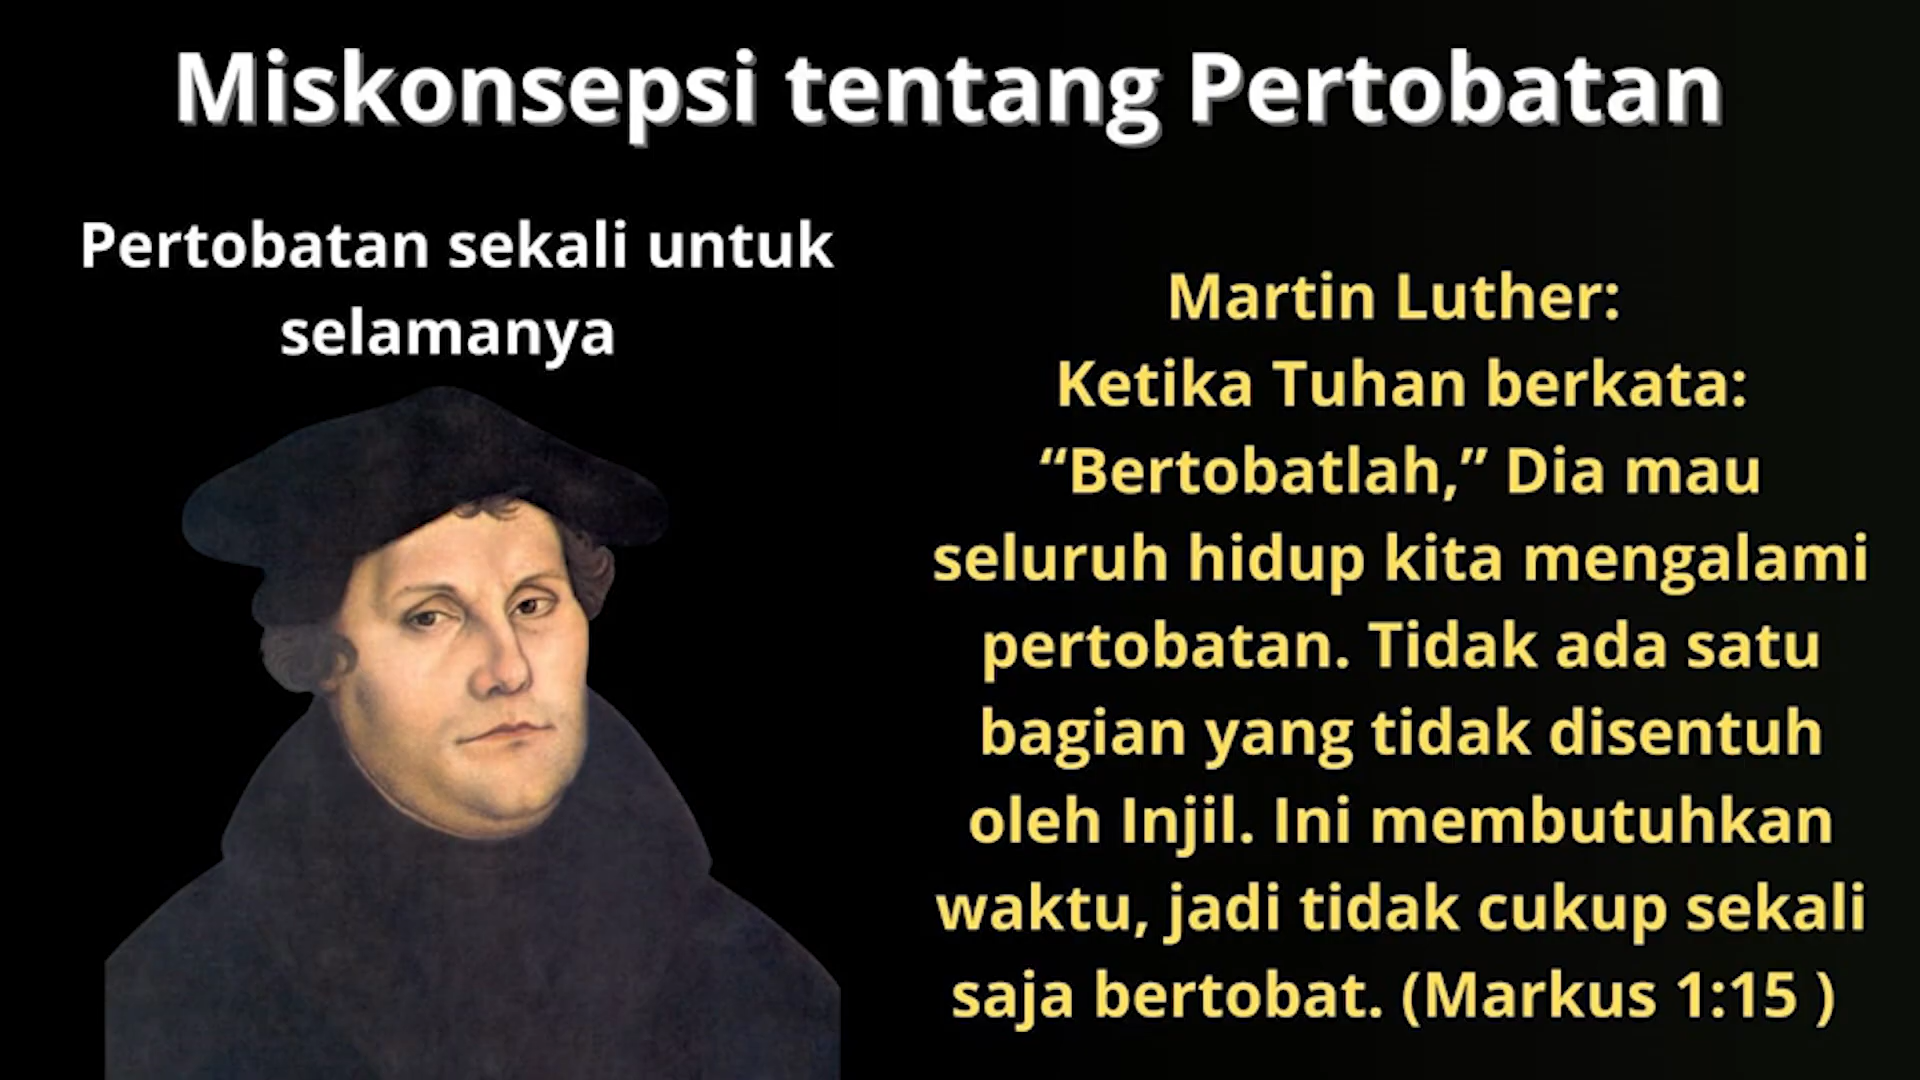 Miskonsepsi tentang Pertobatan
Pertobatan sekali untuk
selamanya
Martin Luther:
Ketika Tuhan berkata:
“Bertobatlah,” Dia mau
seluruh hidup kita mengalami
pertobatan. Tidak ada satu
bagian yang tidak disentuh
oleh Injil. Ini membutuhkan
waktu, jadi tidak cukup sekali
saja bertobat. (Markus 1:15 )